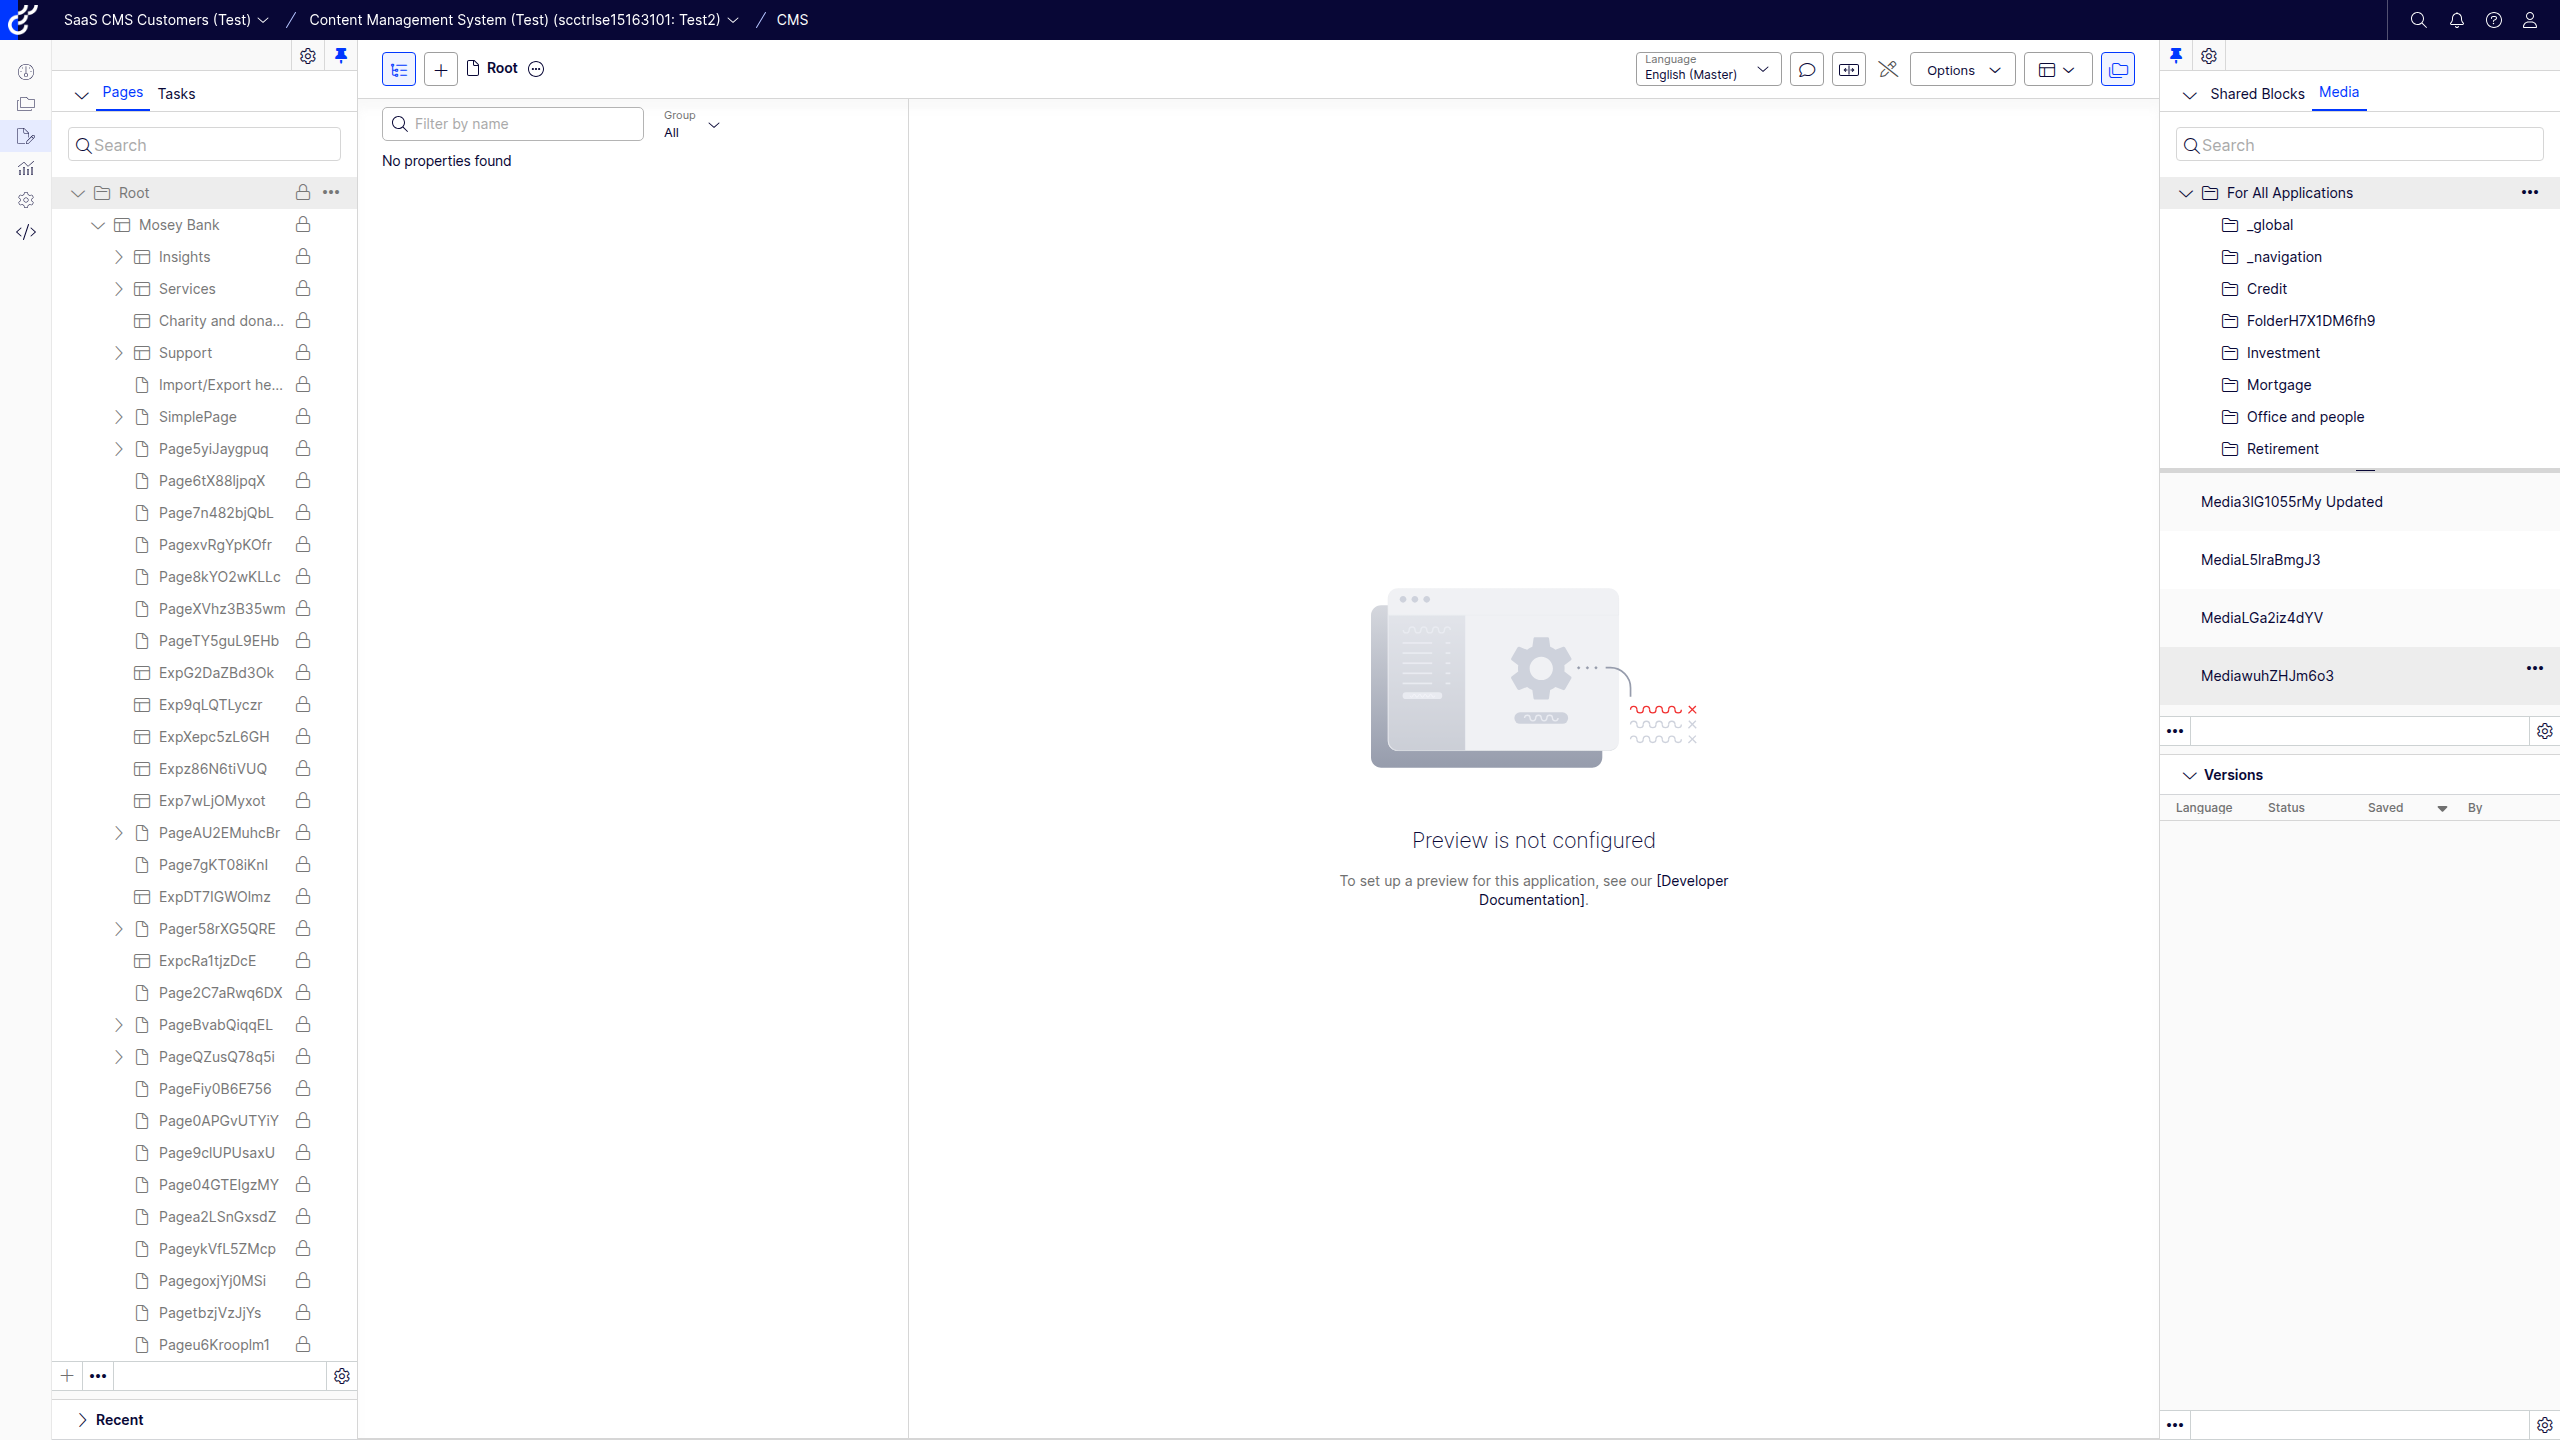 SaaS CMS Customers (Test) / Content Management System (Test) (scctrlse15163101: Test2) / CMS
Pages Tasks
Search
Root
Mosey Bank
Insights
Services
Charity and dona...
Support
Import/Export he...
SimplePage
Page5yiJaygpuq
Page6tX88ljpqX
Page7n482bjQbL
PagexvRgYpKOfr
Page8kYO2wKLLc
PageXVhz3B35wm
PageTY5guL9EHb
ExpG2DaZBd3Ok
Exp9qLQTLyczr
ExpXepc5zL6GH
Expz86N6tiVUQ
Exp7wLjOMyxot
PageAU2EMuhcBr
Page7gKT08iKnI
ExpDT7IGWOlmz
Pager58rXG5QRE
ExpcRa1tjzDcE
Page2C7aRwq6DX
PageBvabQiqqEL
PageQZusQ78q5i
PageFiy0B6E756
Page0APGvUTYiY
Page9clUPUsaxU
Page04GTEIgzMY
Pagea2LSnGxsdZ
PageykVfL5ZMcp
PagegoxjYj0MSi
PagetbzjVzJjYs
Pageu6Krooplm1
Recent
Root
Language
English (Master)
Options
Filter by name
Group
All
No properties found
Preview is not configured
To set up a preview for this application, see our [Developer
Documentation].
Shared Blocks Media
Search
For All Applications
_global
_navigation
Credit
FolderH7X1DM6fh9
Investment
Mortgage
Office and people
Retirement
Media3lG1055rMy Updated
MediaL5lraBmgJ3
MediaLGa2iz4dYV
MediawuhZHJm6o3
Versions
Language Status Saved By